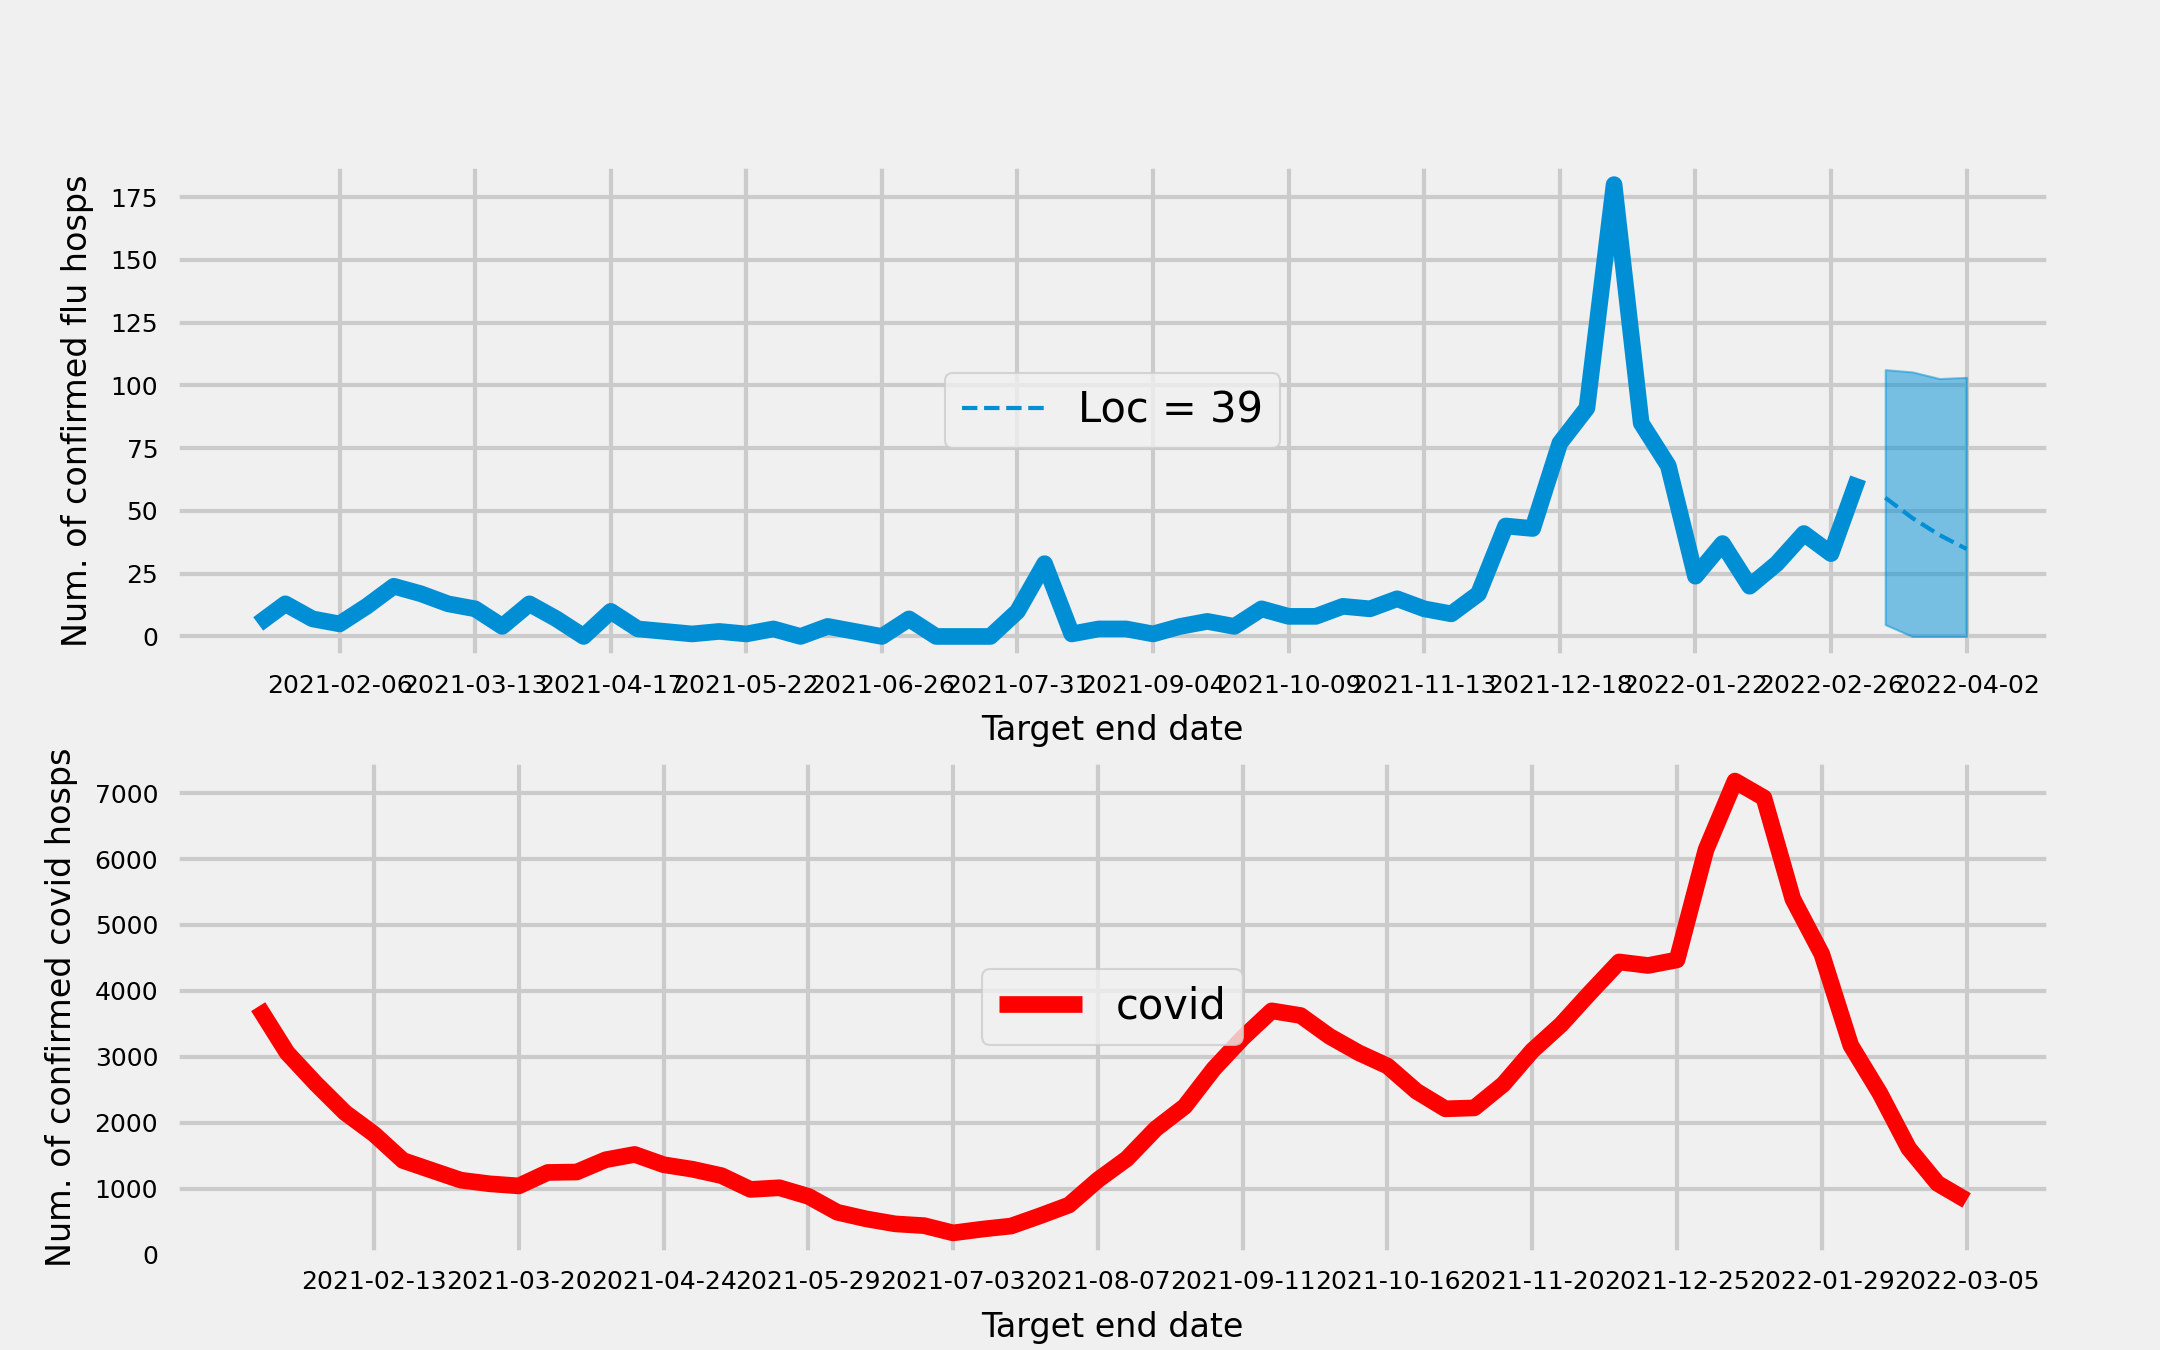 Num. of confirmed flu hosps
175
150
125
100
75
50
25
0
Loc = 39
2021-02-06 2021-03-13 2021-04-17 2021-05-22 2021-06-26 2021-07-31 2021-09-04 2021-10-09 2021-11-13 2021-12-18 2022-01-22 2022-02-26 2022-04-02
Target end date
Num. of confirmed covid hosps
7000
6000
5000
4000
3000
2000
1000
0
covid
2021-02-13 2021-03-20 2021-04-24 2021-05-29 2021-07-03 2021-08-07 2021-09-11 2021-10-16 2021-11-20 2021-12-25 2022-01-29 2022-03-05
Target end date